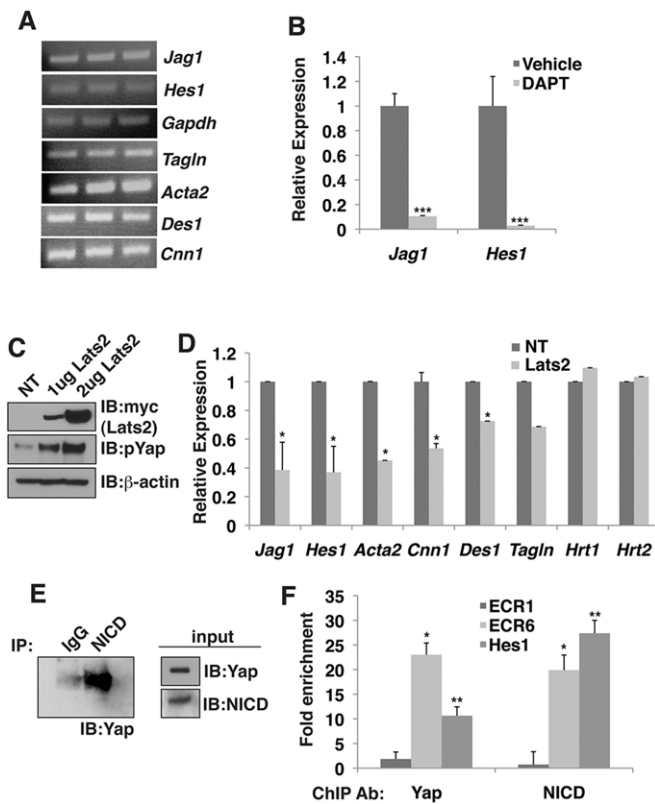 A
Jag1
Hes1
Gapdh
Tagln
Acta2
Des1
Cnn1
B
Relative Expression
1.4
1.2
1
0.8
0.6
0.4
0.2
0
Vehicle
DAPT
***
***
Jag1 Hes1
C
NT
1ug Lats2
2ug Lats2
IB:myc
(Lats2)
IB:pYap
IB:β-actin
D
Relative Expression
1.2
1
0.8
0.6
0.4
0.2
0
NT
Lats2
* * * * *
Jag1 Hes1 Acta2 Cnn1 Des1 Tagln Hrt1 Hrt2
E
IP:
IgG
NICD
IB:Yap
input
IB:Yap
IB:NICD
F
Fold enrichment
35
30
25
20
15
10
5
0
ECR1
ECR6
Hes1
* ** * **
ChIP Ab: Yap NICD